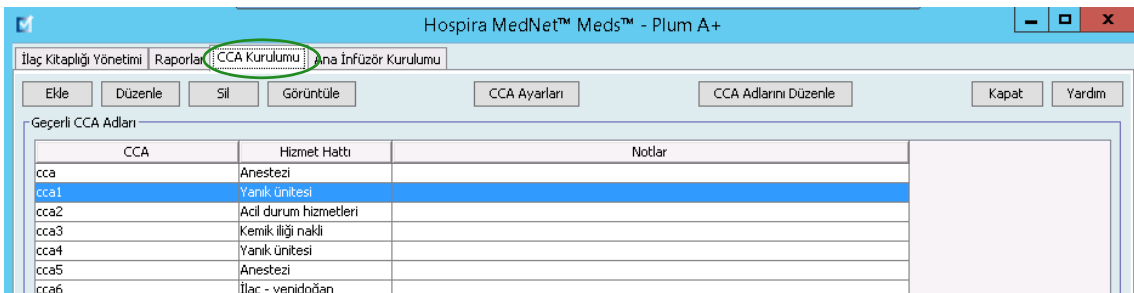 Hospira MedNet™ Meds™ - Plum A+
İlaç Kitaplığı Yönetimi Raporlar CCA Kurulumu Ana İnfüzör Kurulumu
Ekle Düzenle Sil Görüntüle CCA Ayarları CCA Adlarını Düzenle Kapat Yardım
Geçerli CCA Adları
CCA Hizmet Hattı Notlar
cca Anestezi
cca1 Yanık ünitesi
cca2 Acil durum hizmetleri
cca3 Kemik iliği nakli
cca4 Yanık ünitesi
cca5 Anestezi
cca6 İlaç - yenidoğan